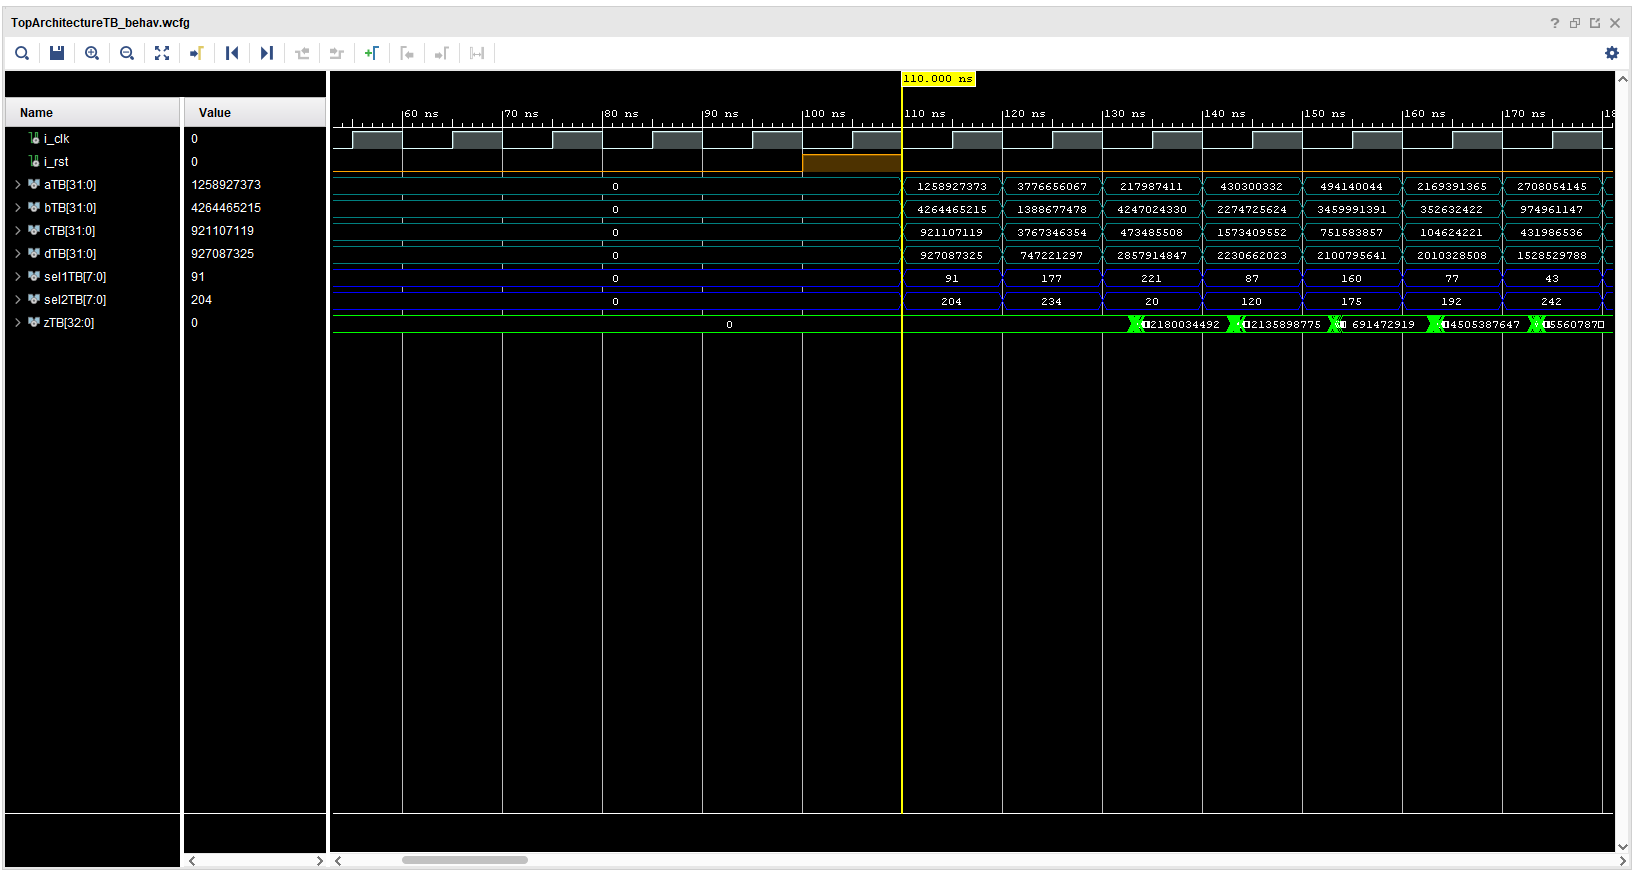 TopArchitectureTB_behav.wcfg
110.000 ns
Name Value
60 ns 70 ns 80 ns 90 ns 100 ns 110 ns 120 ns 130 ns 140 ns 150 ns 160 ns 170 ns
i_clk 0
i_rst 0
aTB[31:0] 1258927373 0 1258927373 3776656067 217987411 430300332 494140044 2169391365 2708054145
bTB[31:0] 4264465215 0 4264465215 1388677478 4247024330 2274725624 3459991391 352632422 974961147
cTB[31:0] 921107119 0 921107119 3767346354 473485508 1573409552 751583857 104624221 431986536
dTB[31:0] 927087325 0 927087325 747221297 2857914847 2230662023 2100795641 2010328508 1528529788
sel1TB[7:0] 91 0 91 177 221 87 160 77 43
sel2TB[7:0] 204 0 204 234 20 120 175 192 242
zTB[32:0] 0 0 2180034492 2135898775 691472919 4505387647 5560787